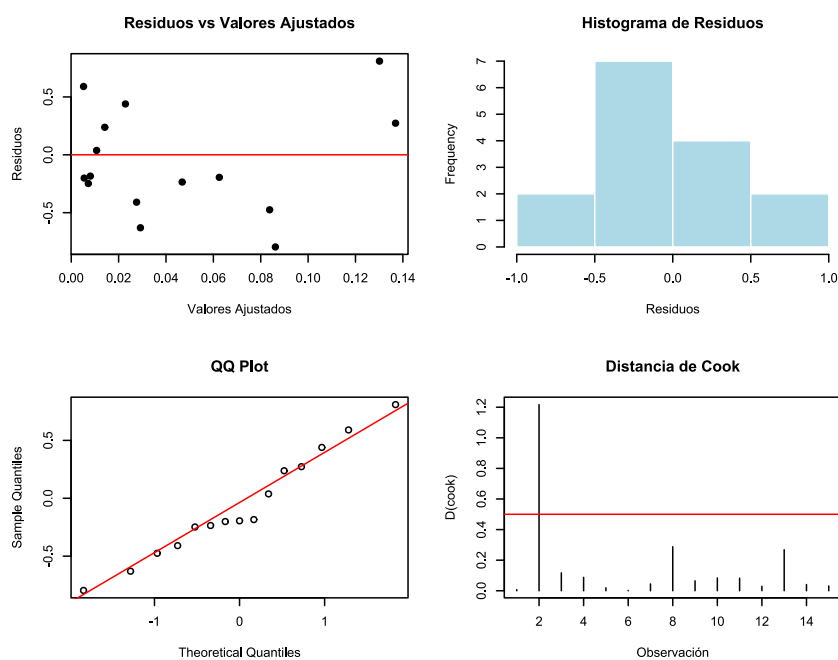 Residuos vs Valores Ajustados
Residuos
0.5
0.0
-0.5
0.00 0.02 0.04 0.06 0.08 0.10 0.12 0.14
Valores Ajustados
Histograma de Residuos
Frequency
7
6
5
4
3
2
1
0
-1.0 -0.5 0.0 0.5 1.0
Residuos
QQ Plot
Sample Quantiles
0.5
0.0
-0.5
-1 0 1
Theoretical Quantiles
Distancia de Cook
D(cook)
1.2
1.0
0.8
0.6
0.4
0.2
0.0
2 4 6 8 10 12 14
Observación